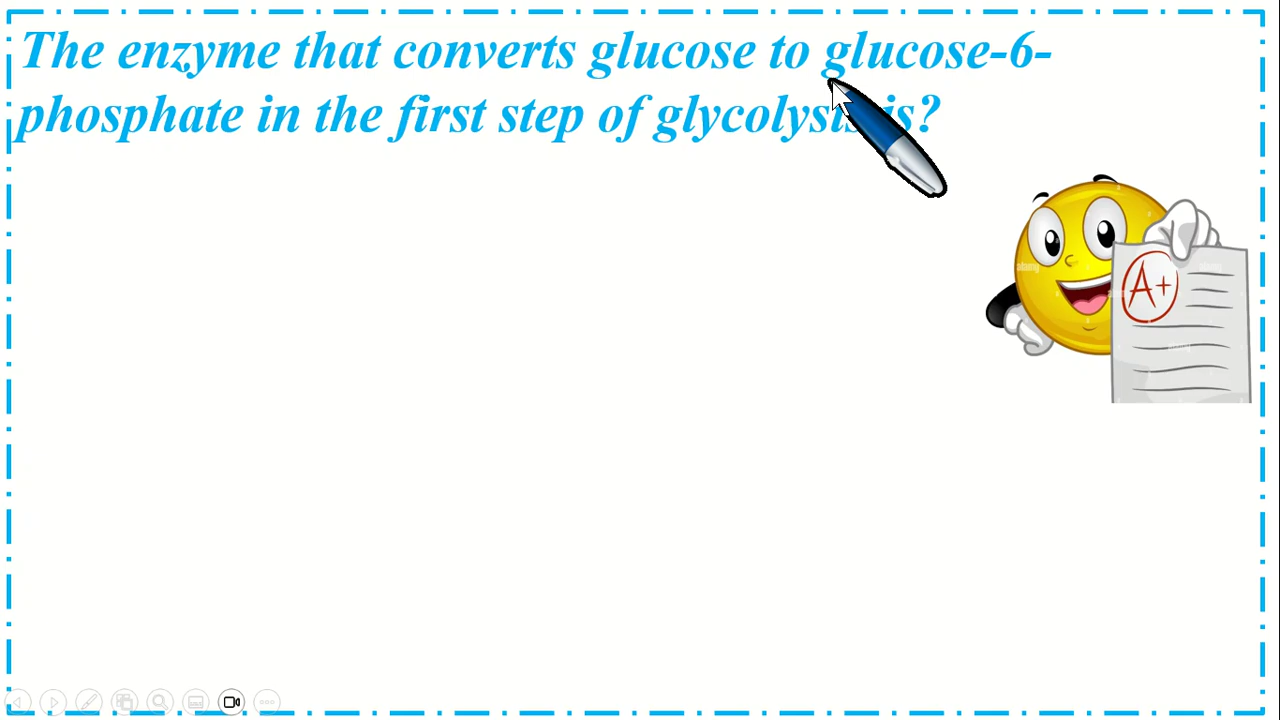 The enzyme that converts glucose to glucose-6-
phosphate in the first step of glycolysis is?
A+